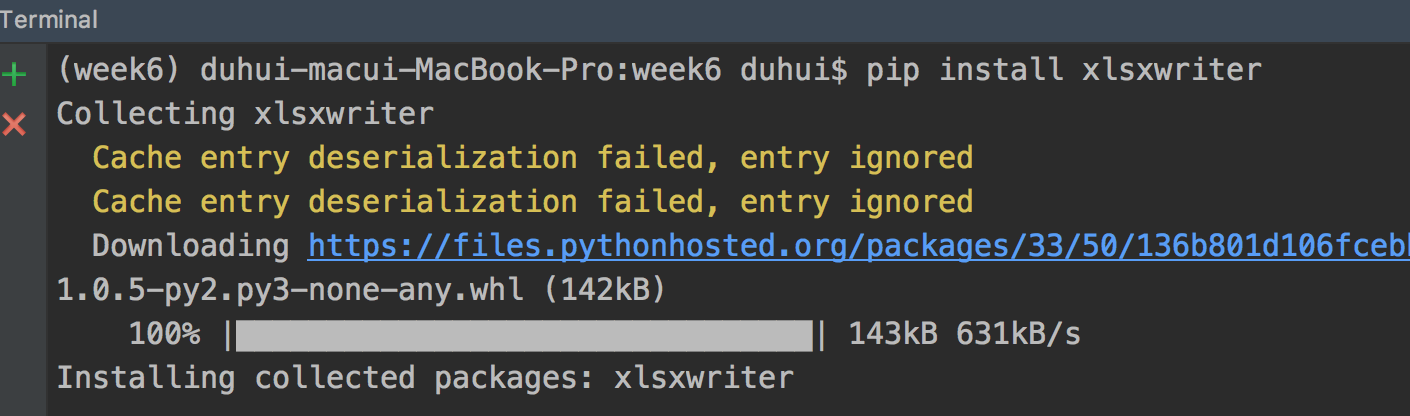 Terminal
(week6) duhui-macui-MacBook-Pro:week6 duhui$ pip install xlsxwriter
Collecting xlsxwriter
Cache entry deserialization failed, entry ignored
Cache entry deserialization failed, entry ignored
Downloading https://files.pythonhosted.org/packages/33/50/136b801d106fceb
1.0.5-py2.py3-none-any.whl (142kB)
100% || 143kB 631kB/s
Installing collected packages: xlsxwriter